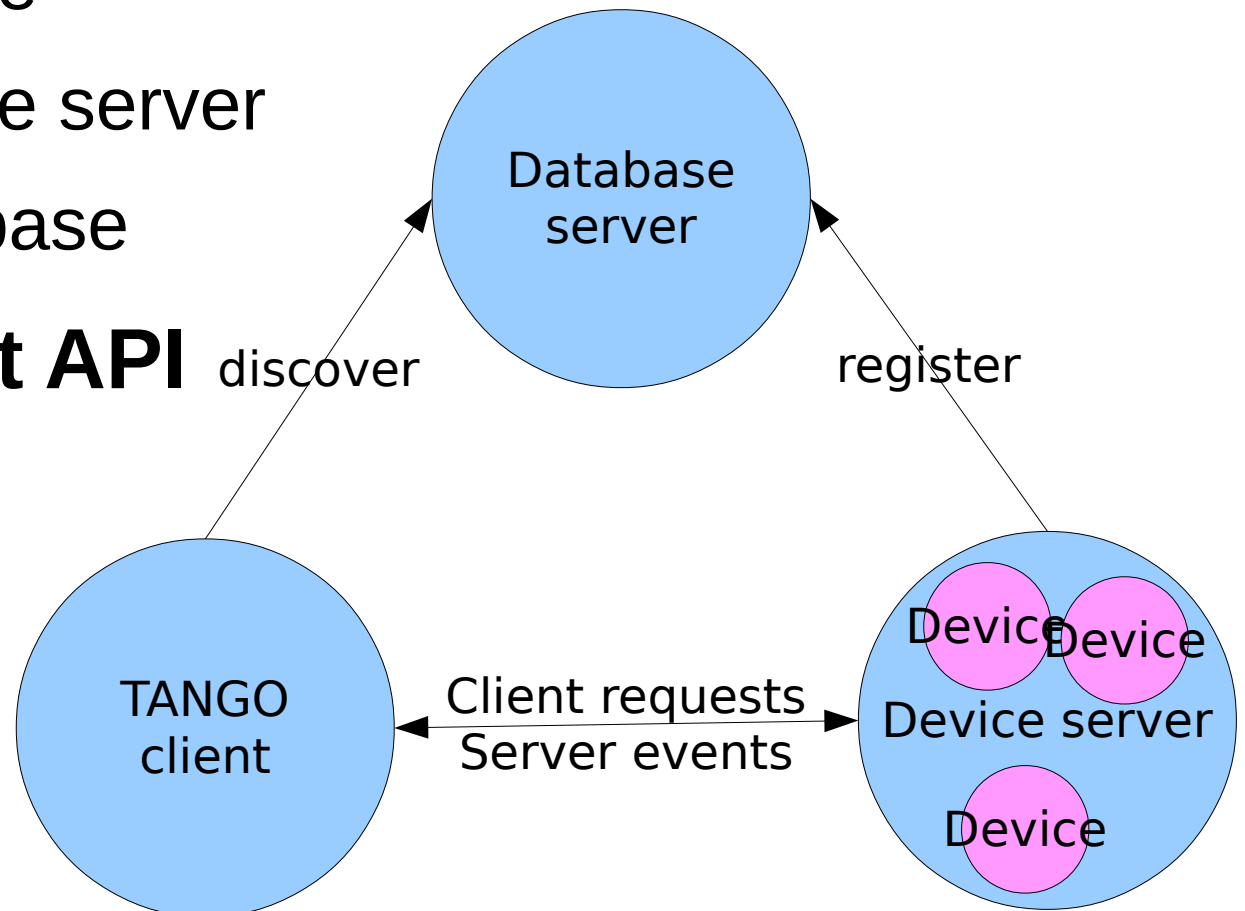 e server
base
t API
Database
server
discover
register
TANGO
client
Client requests
Server events
Device
Device
Device server
Device